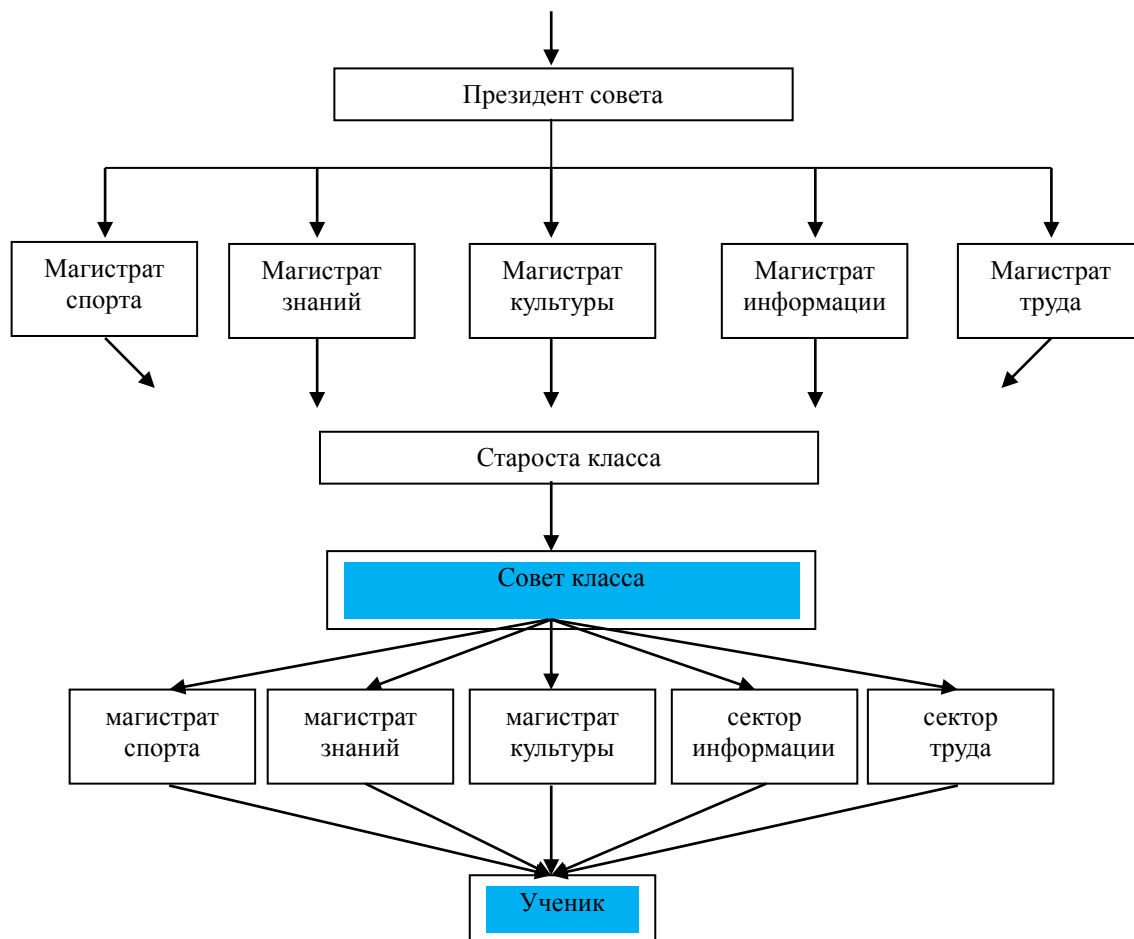 Президент совета
Магистрат
спорта
Магистрат
знаний
Магистрат
культуры
Магистрат
информации
Магистрат
труда
Староста класса
Совет класса
магистрат
спорта
магистрат
знаний
магистрат
культуры
сектор
информации
сектор
труда
Ученик